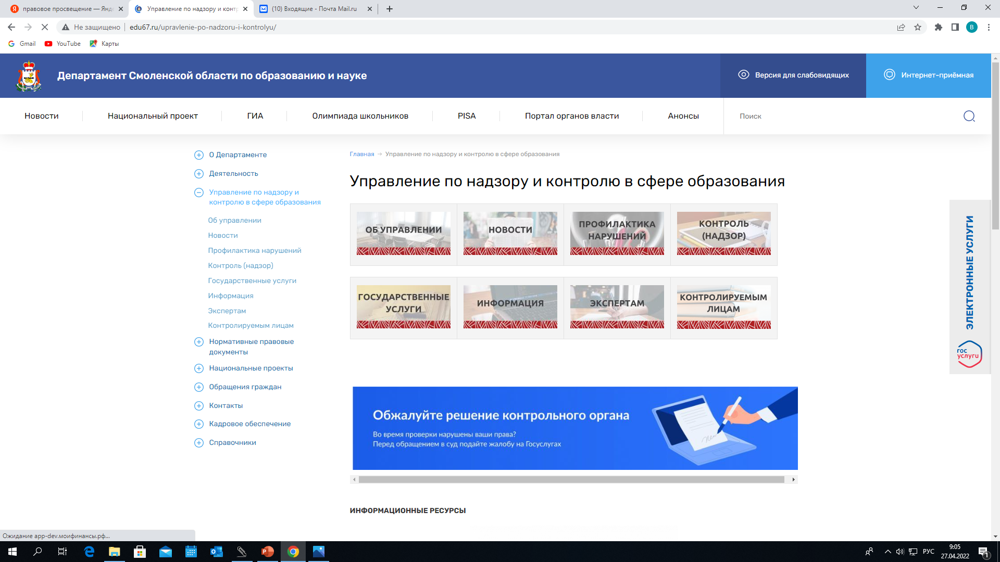 правовое просвещение — Янде
Управление по надзору и контр
(10) Входящие - Почта Mail.ru
Не защищено
edu67.ru/upravlenie-po-nadzoru-i-kontrolyu/
В
Gmail
YouTube
Карты
Департамент Смоленской области по образованию и науке
Версия для слабовидящих
Интернет-приёмная
Новости
Национальный проект
ГИА
Олимпиада школьников
PISA
Портал органов власти
Анонсы
Поиск
О Департаменте
Деятельность
Управление по надзору и
контролю в сфере образования
Об управлении
Новости
Профилактика нарушений
Контроль (надзор)
Государственные услуги
Информация
Экспертам
Контролируемым лицам
Нормативные правовые
документы
Национальные проекты
Обращения граждан
Контакты
Кадровое обеспечение
Справочники
Главная → Управление по надзору и контролю в сфере образования
Управление по надзору и контролю в сфере образования
ОБ УПРАВЛЕНИИ
НОВОСТИ
ПРОФИЛАКТИКА
НАРУШЕНИЙ
КОНТРОЛЬ
(НАДЗОР)
ГОСУДАРСТВЕННЫЕ
УСЛУГИ
ИНФОРМАЦИЯ
ЭКСПЕРТАМ
КОНТРОЛИРУЕМЫМ
ЛИЦАМ
Обжалуйте решение контрольного органа
Во время проверки нарушены ваши права?
Перед обращением в суд подайте жалобу на Госуслугах
ИНФОРМАЦИОННЫЕ РЕСУРСЫ
ЭЛЕКТРОННЫЕ УСЛУГИ
гос
услуги
Ожидание app-dev.моифинансы.рф...
РУС
9:05
27.04.2022
1